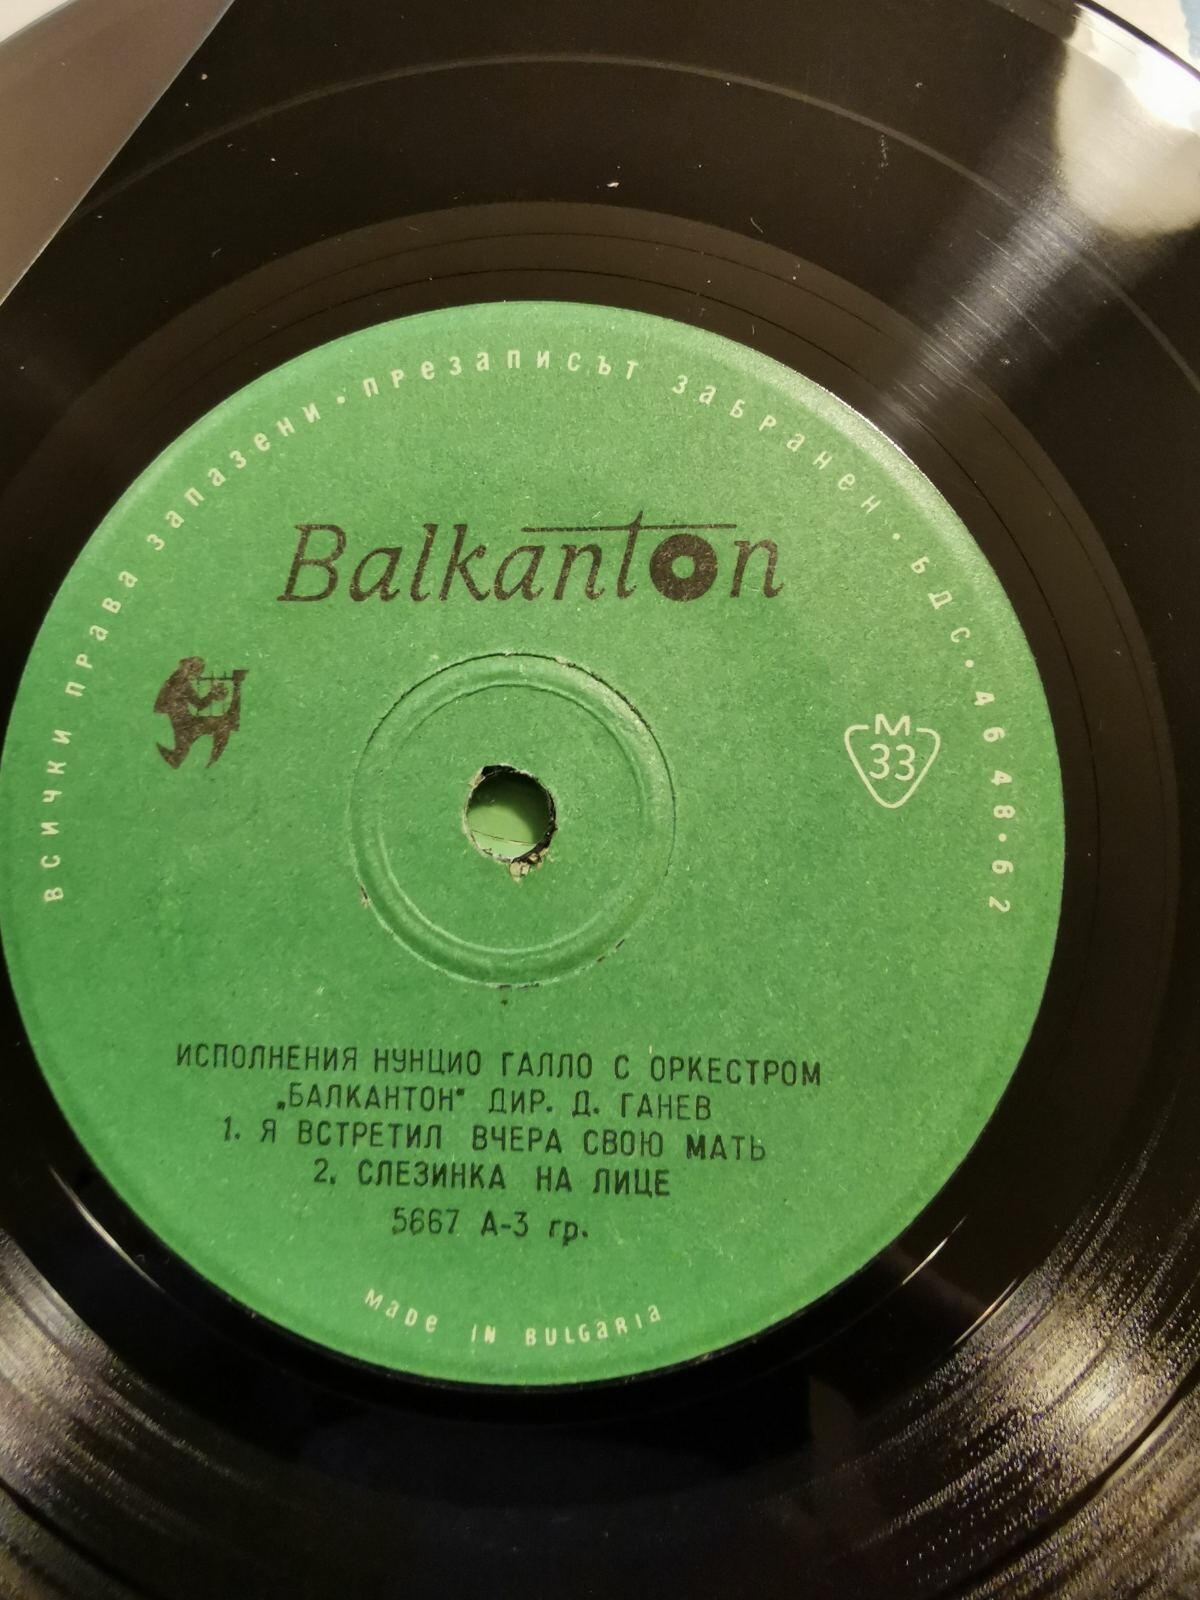 ВСИЧКИ ПРАВА ЗАПАЗЕНИ · ПРЕЗАПИСЪТ ЗАБРАНЕН · БДС · 4648 · 62
Balkanton
М
33
ИСПОЛНЕНИЯ НУНЦИО ГАЛЛО С ОРКЕСТРОМ
„БАЛКАНТОН" ДИР. Д. ГАНЕВ
1. Я ВСТРЕТИЛ ВЧЕРА СВОЮ МАТЬ
2. СЛЕЗИНКА НА ЛИЦЕ
5667 А-3 гр.
MaDe IN BULGaRIa